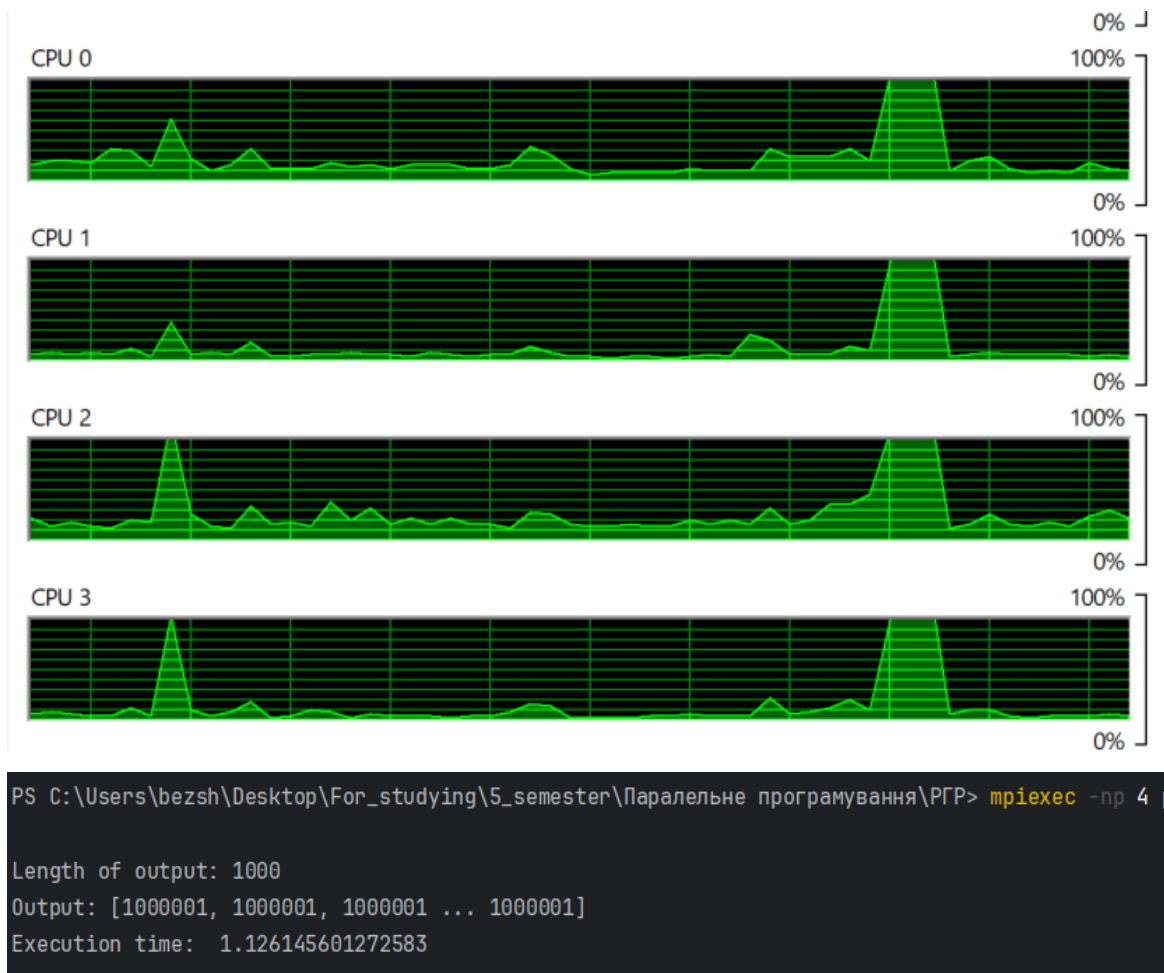 0%
CPU 0 100%
0%
CPU 1 100%
0%
CPU 2 100%
0%
CPU 3 100%
0%
PS C:\Users\bezsh\Desktop\For_studying\5_semester\Паралельне програмування\РГР> mpiexec -np 4
Length of output: 1000
Output: [1000001, 1000001, 1000001 ... 1000001]
Execution time:  1.126145601272583